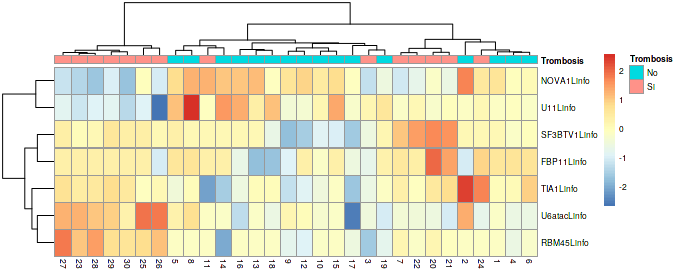 Trombosis
NOVA1Linfo
U11Linfo
SF3BTV1Linfo
FBP11Linfo
TIA1Linfo
U6atacLinfo
RBM45Linfo
27 23 28 29 30 25 26 5 8 11 14 16 13 18 9 12 10 15 17 3 19 7 22 20 21 2 24 1 4 6
2
1
0
-1
-2
Trombosis
No
SI